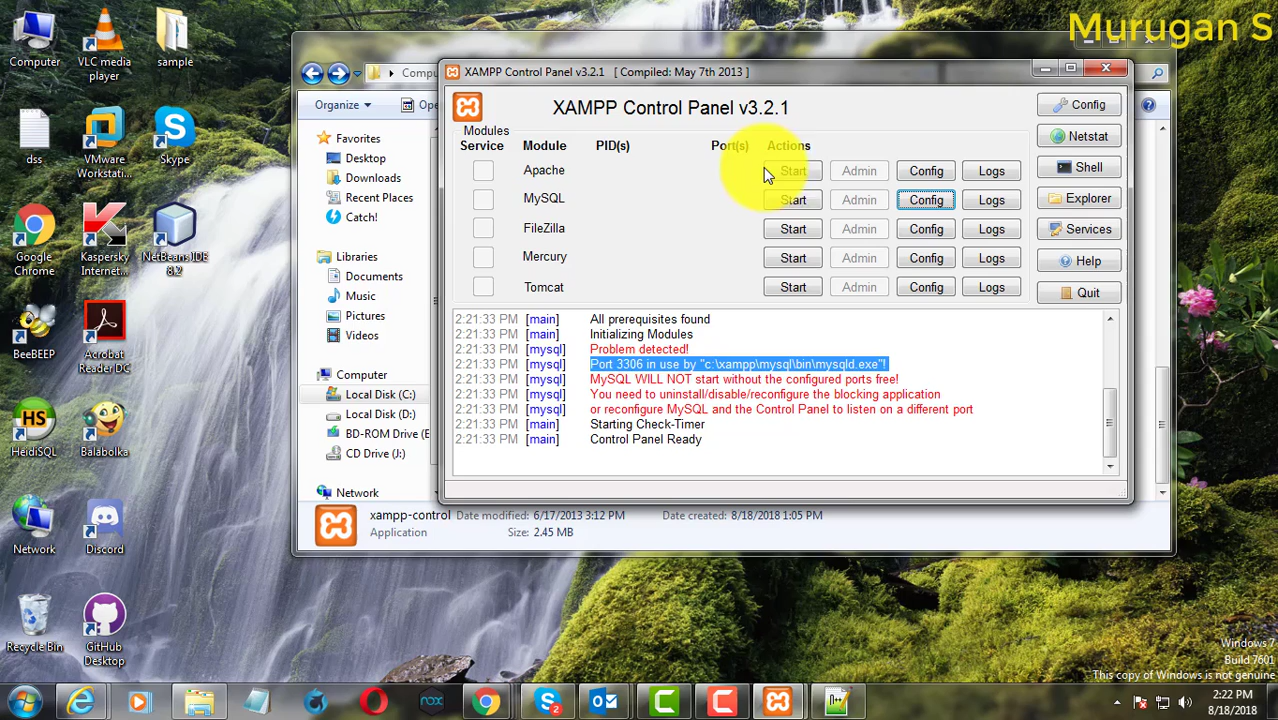 Murugan S
Computer
VLC media
player
sample
dss
VMware
Workstati...
Skype
Google
Chrome
Kaspersky
Internet...
NetBeans IDE
8.2
BeeBEEP
Acrobat
Reader DC
HeidiSQL
Balabolka
Network
Discord
Recycle Bin
GitHub
Desktop
Compu
Organize
Favorites
Desktop
Downloads
Recent Places
Catch!
Libraries
Documents
Music
Pictures
Videos
Computer
Local Disk (C:)
Local Disk (D:)
BD-ROM Drive (E
CD Drive (J:)
Network
xampp-control Date modified: 6/17/2013 3:12 PM Date created: 8/18/2018 1:05 PM
Application Size: 2.45 MB
XAMPP Control Panel v3.2.1 [ Compiled: May 7th 2013 ]
XAMPP Control Panel v3.2.1
Modules
Service Module PID(s) Port(s) Actions
Apache Start Admin Config Logs
MySQL Start Admin Config Logs
FileZilla Start Admin Config Logs
Mercury Start Admin Config Logs
Tomcat Start Admin Config Logs
Config
Netstat
Shell
Explorer
Services
Help
Quit
2:21:33 PM [main] All prerequisites found
2:21:33 PM [main] Initializing Modules
2:21:33 PM [mysql] Problem detected!
2:21:33 PM [mysql] Port 3306 in use by "c:\xampp\mysql\bin\mysqld.exe"!
2:21:33 PM [mysql] MySQL WILL NOT start without the configured ports free!
2:21:33 PM [mysql] You need to uninstall/disable/reconfigure the blocking application
2:21:33 PM [mysql] or reconfigure MySQL and the Control Panel to listen on a different port
2:21:33 PM [main] Starting Check-Timer
2:21:33 PM [main] Control Panel Ready
Windows 7
Build 7601
This copy of Windows is not genuine
nox
2
2:22 PM
8/18/2018